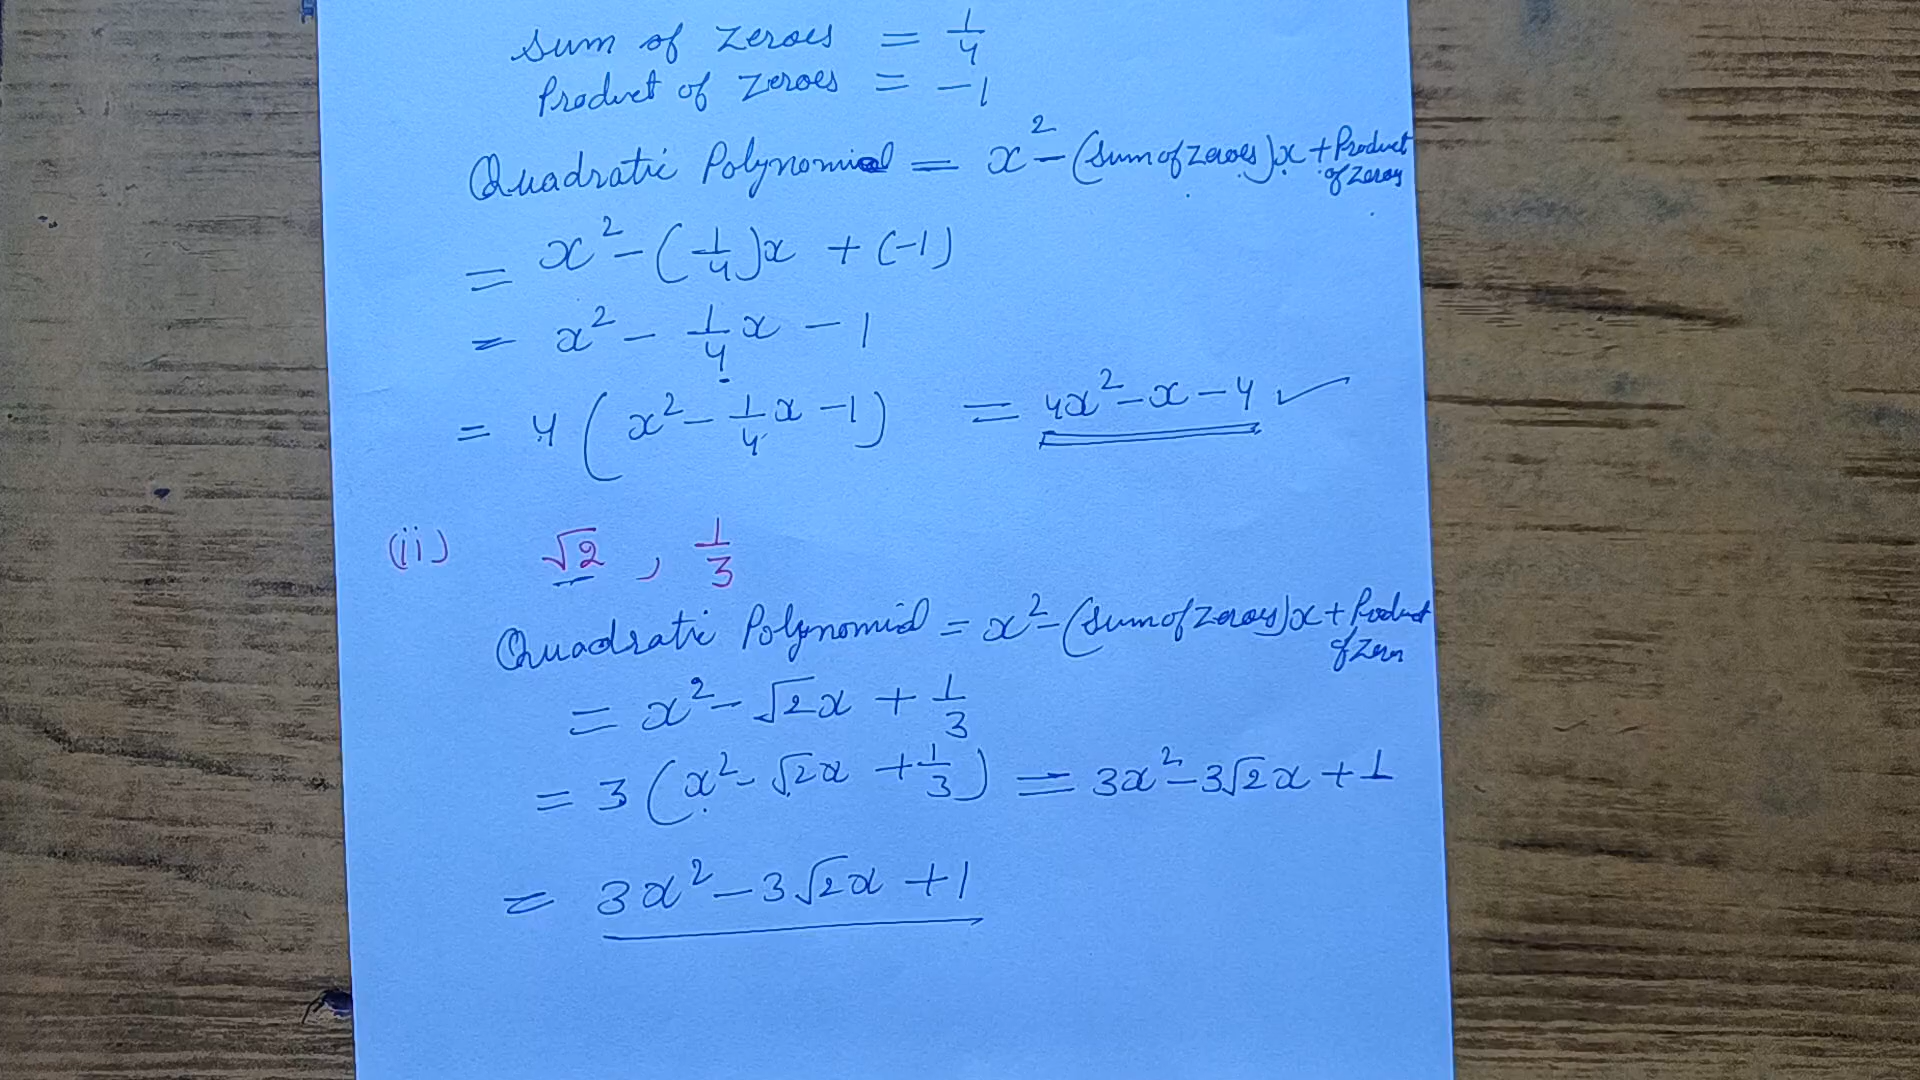 Sum of zeroes = 1/4
Product of zeroes = -1
Quadratic Polynomial = x² - (Sum of zeroes)x + Product of zeroes
= x² - (1/4)x + (-1)
= x² - 1/4 x - 1
= 4(x² - 1/4 x - 1) = 4x² - x - 4 ✓
(ii) √2, 1/3
Quadratic Polynomial = x² - (Sum of zeroes)x + Product of zeroes
= x² - √2x + 1/3
= 3(x² - √2x + 1/3) = 3x² - 3√2x + 1
= 3x² - 3√2x + 1